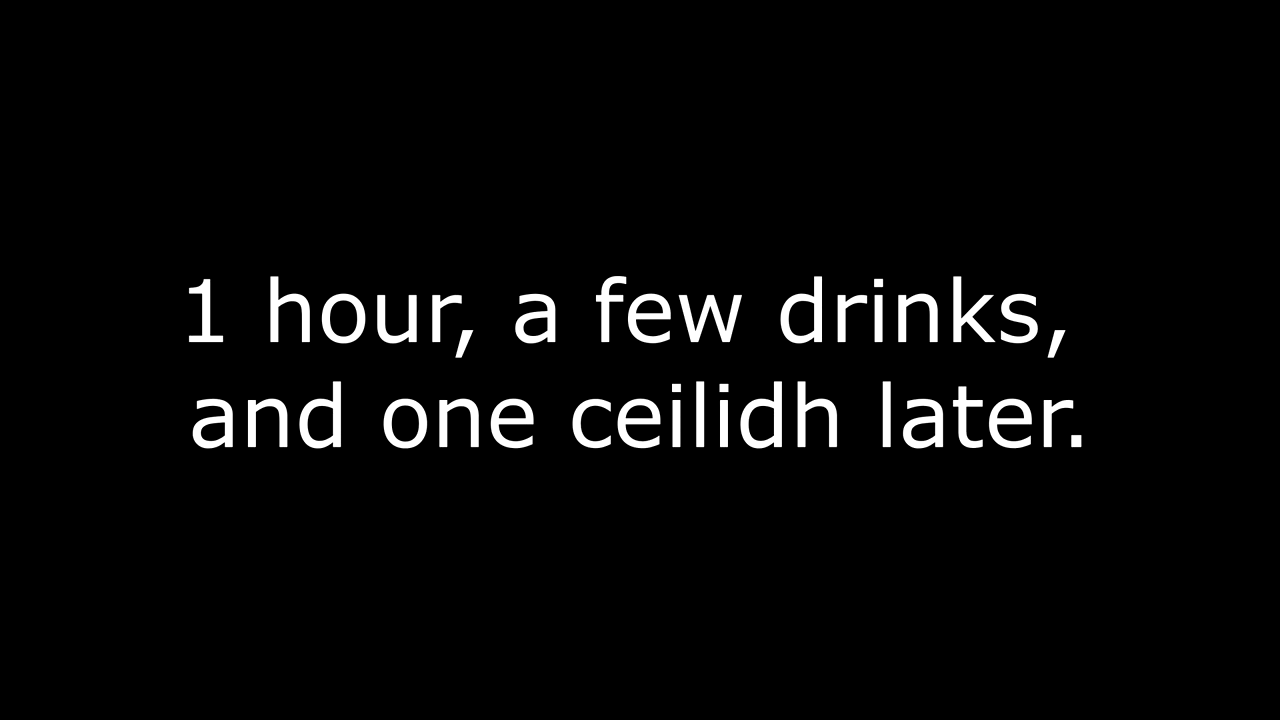 1 hour, a few drinks,
and one ceilidh later.